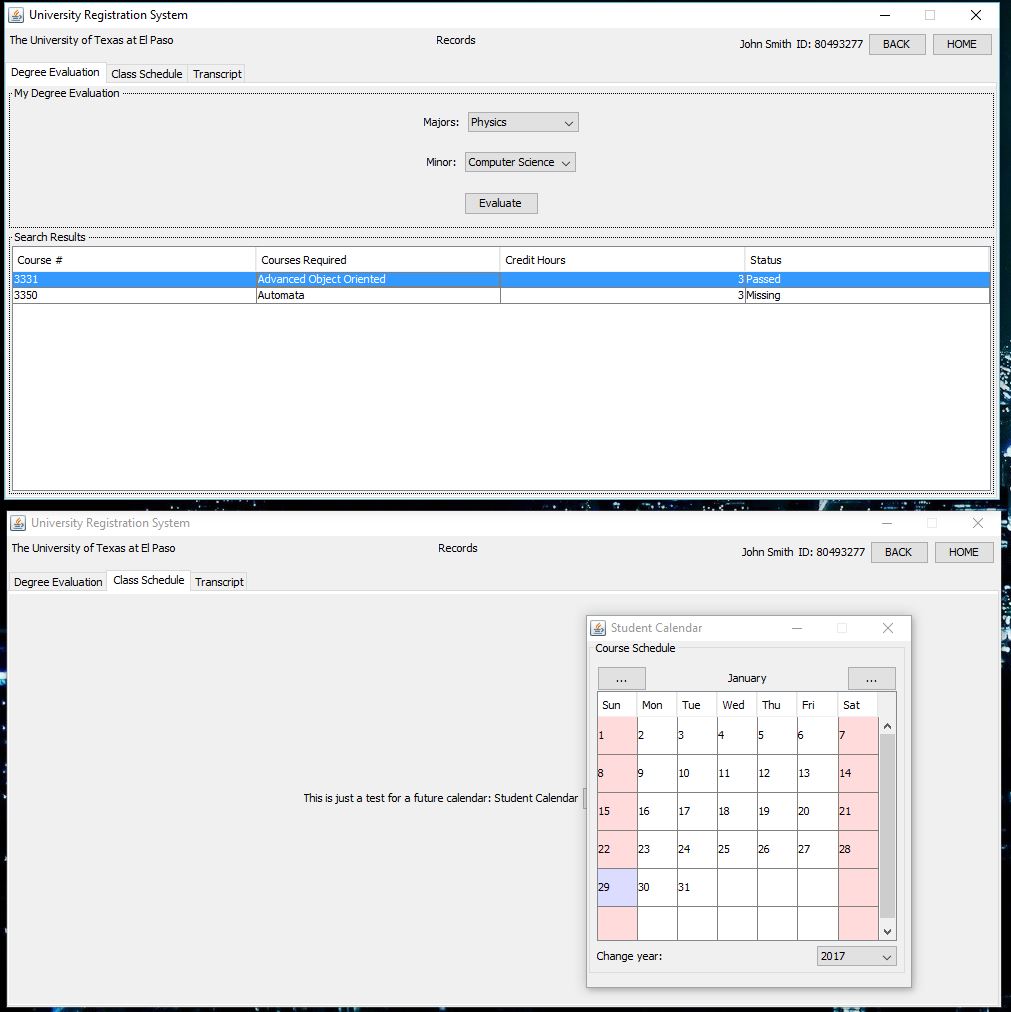 University Registration System
The University of Texas at El Paso Records John Smith ID: 80493277 BACK HOME
Degree Evaluation Class Schedule Transcript
My Degree Evaluation
Majors: Physics
Minor: Computer Science
Evaluate
Search Results
Course # Courses Required Credit Hours Status
3331 Advanced Object Oriented 3 Passed
3350 Automata 3 Missing
University Registration System
The University of Texas at El Paso Records John Smith ID: 80493277 BACK HOME
Degree Evaluation Class Schedule Transcript
This is just a test for a future calendar: Student Calendar
Student Calendar
Course Schedule
... January ...
Sun Mon Tue Wed Thu Fri Sat
1 2 3 4 5 6 7
8 9 10 11 12 13 14
15 16 17 18 19 20 21
22 23 24 25 26 27 28
29 30 31
Change year: 2017